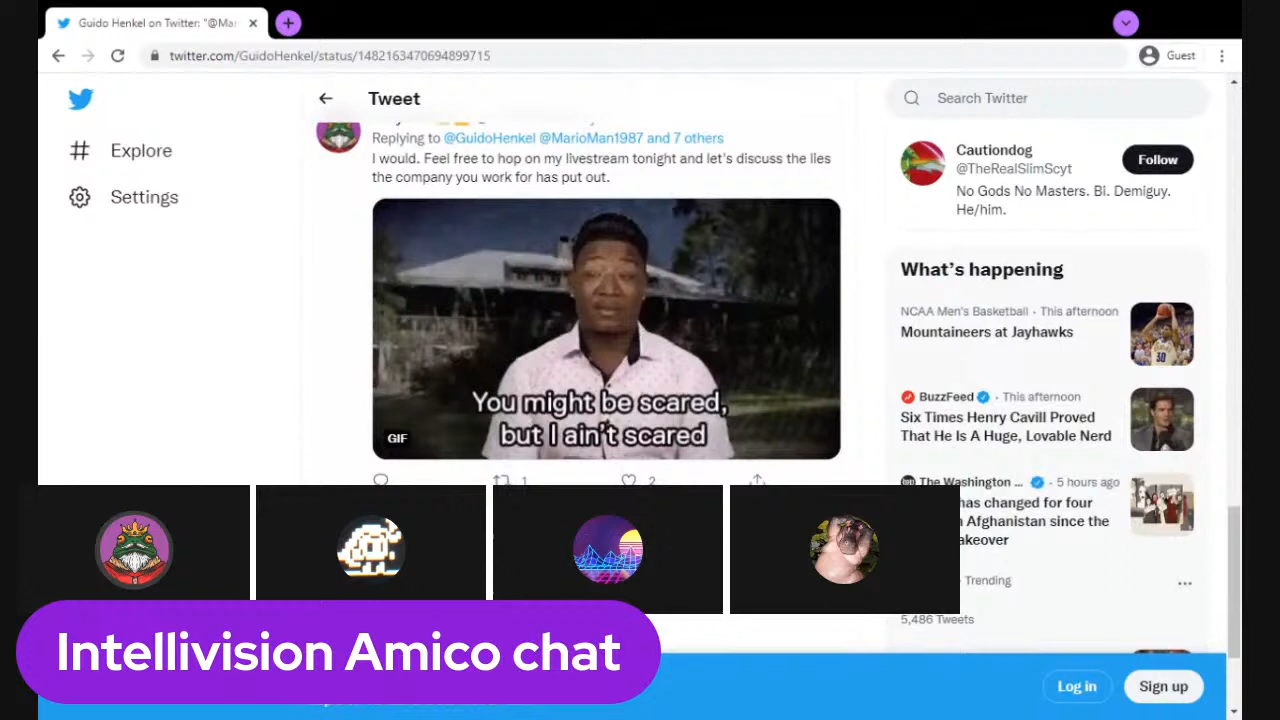 Guido Henkel on Twitter: "@Mar
twitter.com/GuidoHenkel/status/1482163470694899715
Guest
Explore
Settings
Tweet
Replying to @GuidoHenkel @MarioMan1987 and 7 others
I would. Feel free to hop on my livestream tonight and let's discuss the lies
the company you work for has put out.
You might be scared,
but I ain't scared
GIF
1
2
Search Twitter
Cautiondog
@TheRealSlimScyt
Follow
No Gods No Masters. Bi. Demiguy.
He/him.
What's happening
NCAA Men's Basketball · This afternoon
Mountaineers at Jayhawks
BuzzFeed · This afternoon
Six Times Henry Cavill Proved
That He Is A Huge, Lovable Nerd
The Washington ... · 5 hours ago
has changed for four
Afghanistan since the
· Trending
5,486 Tweets
Intellivision Amico chat
Log in
Sign up